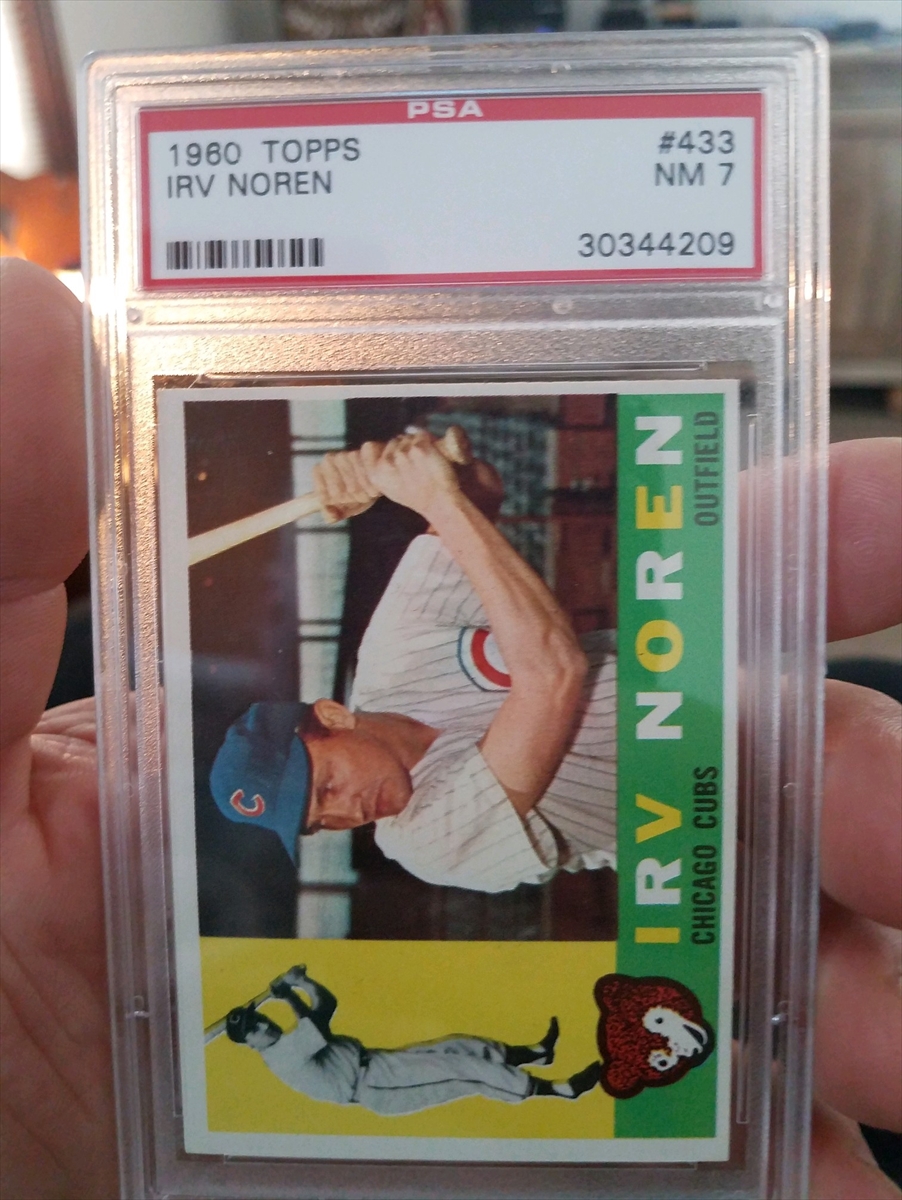 PSA
1960 TOPPS #433
IRV NOREN NM 7
30344209
IRV NOREN
CHICAGO CUBS OUTFIELD
C
C